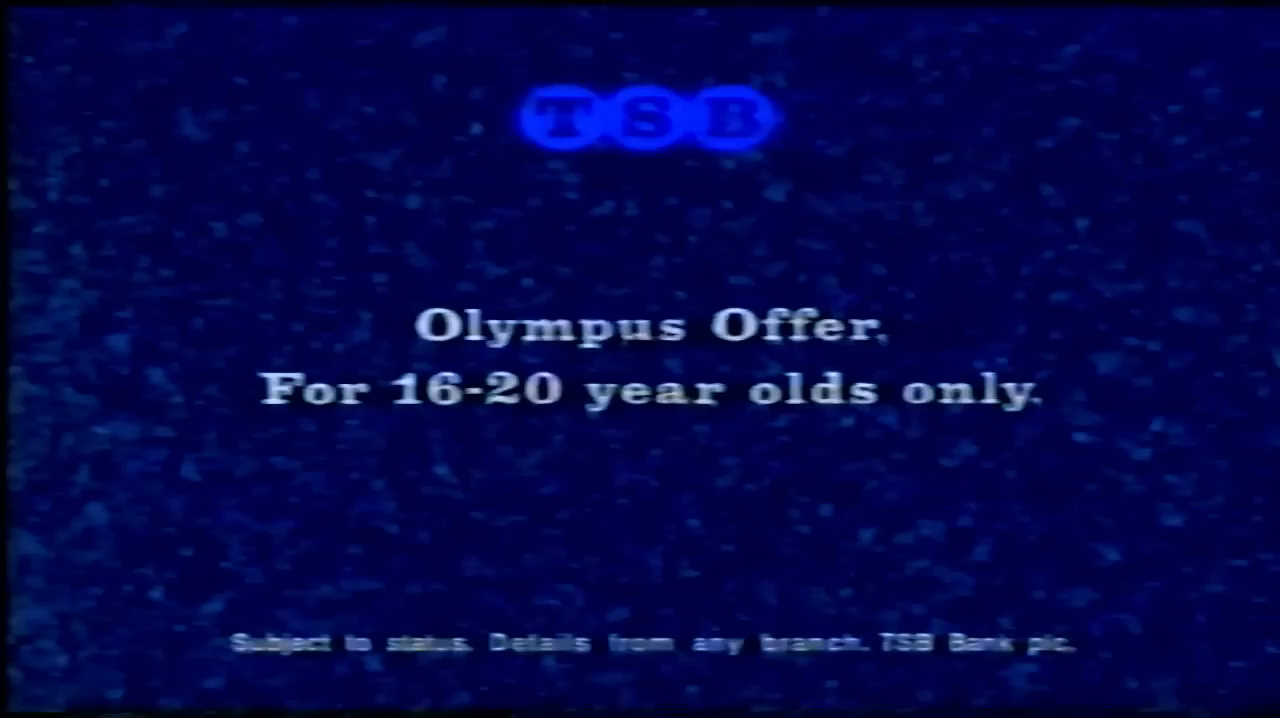 TSB
Olympus Offer.
For 16-20 year olds only.
Subject to status. Details from any branch. TSB Bank plc.